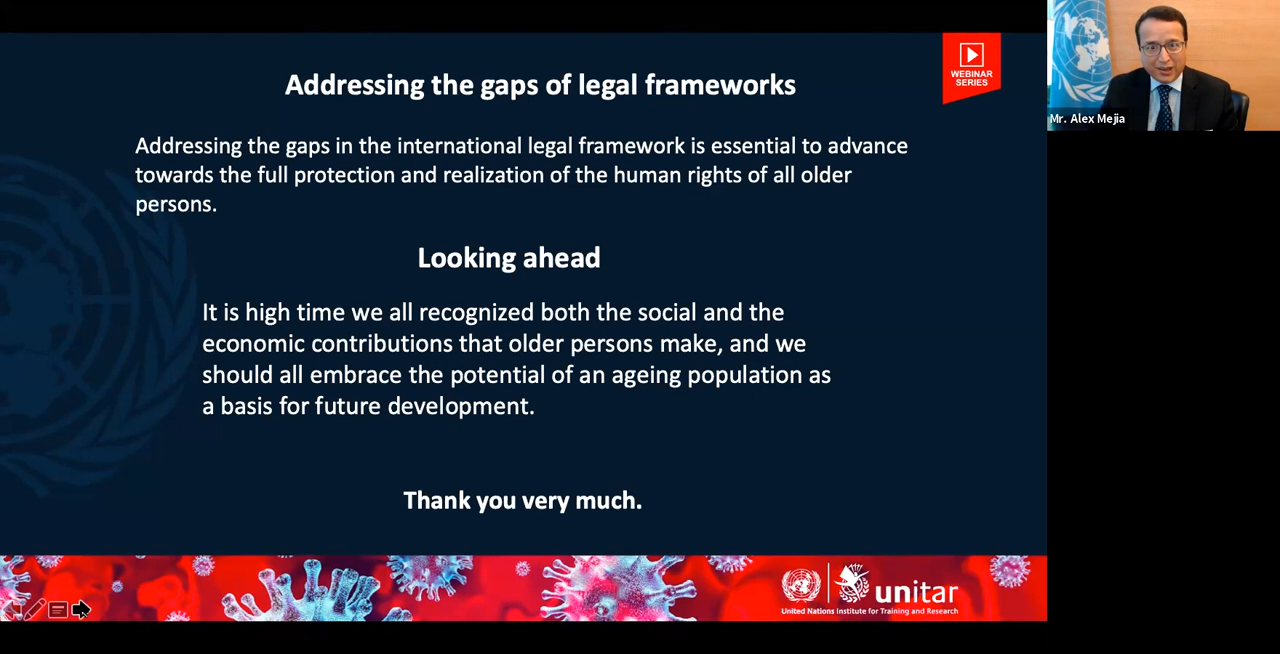 Addressing the gaps of legal frameworks
WEBINAR
SERIES
Mr. Alex Mejia
Addressing the gaps in the international legal framework is essential to advance
towards the full protection and realization of the human rights of all older
persons.
Looking ahead
It is high time we all recognized both the social and the
economic contributions that older persons make, and we
should all embrace the potential of an ageing population as
a basis for future development.
Thank you very much.
unitar
United Nations Institute for Training and Research